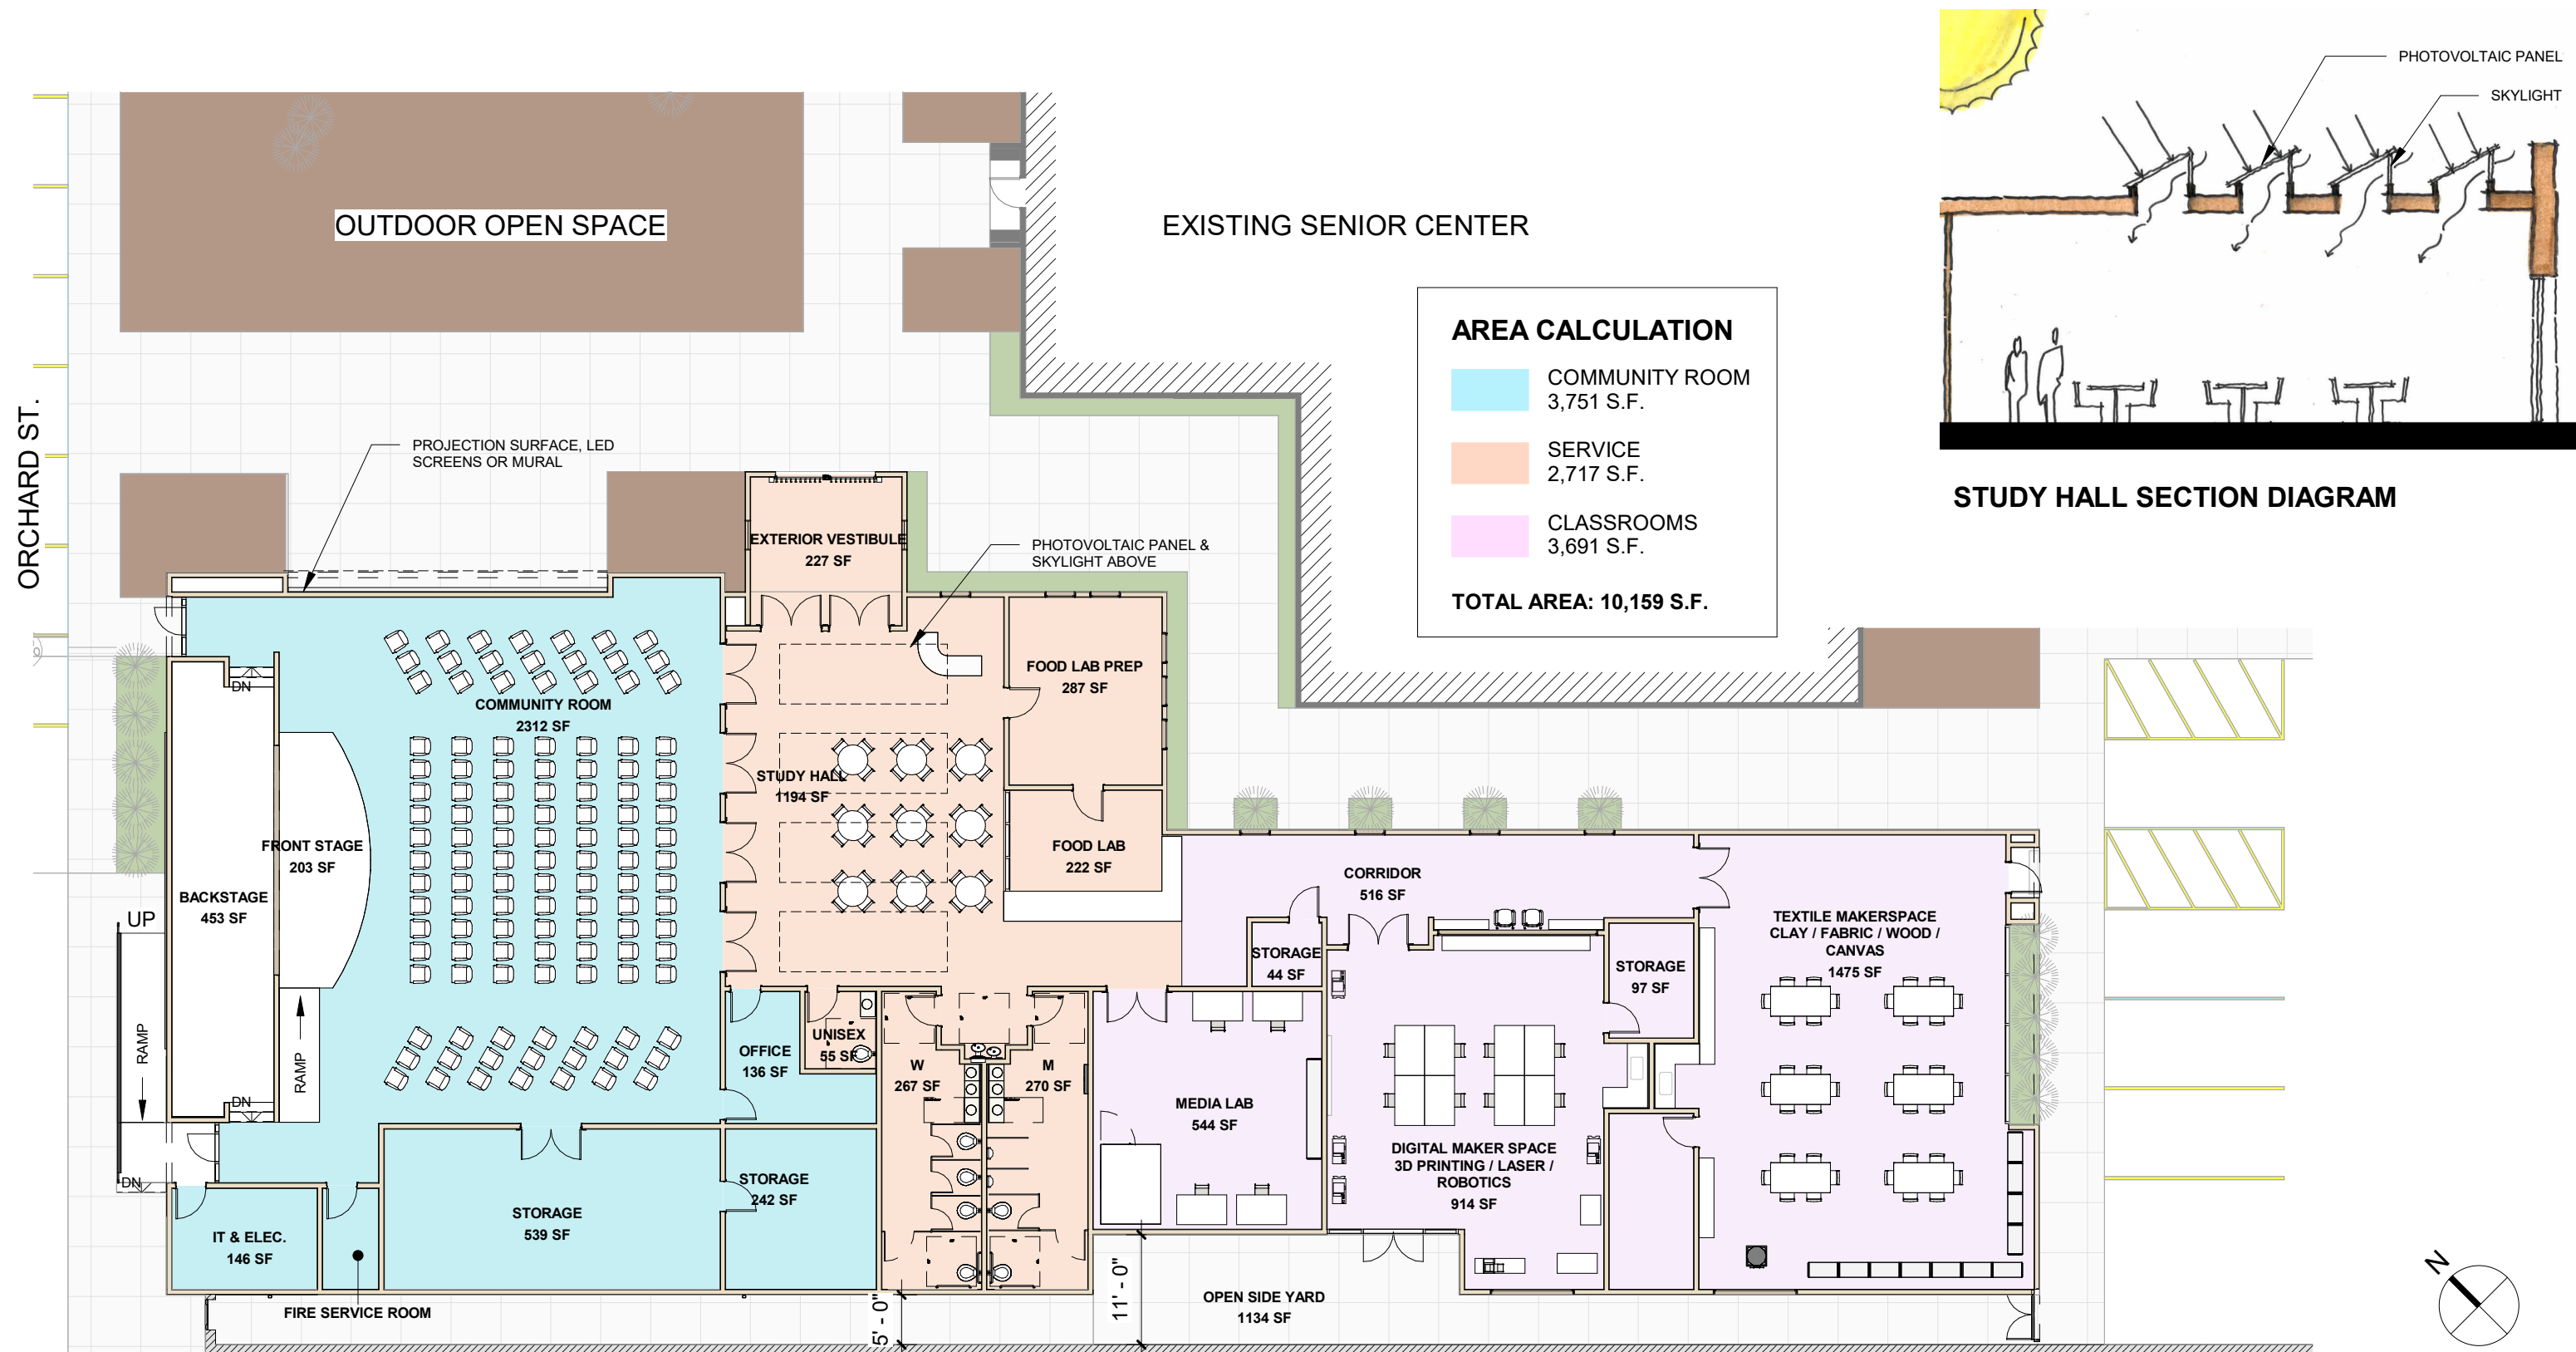 PHOTOVOLTAIC PANEL
SKYLIGHT
STUDY HALL SECTION DIAGRAM
OUTDOOR OPEN SPACE
EXISTING SENIOR CENTER
AREA CALCULATION
COMMUNITY ROOM
3,751 S.F.
SERVICE
2,717 S.F.
CLASSROOMS
3,691 S.F.
TOTAL AREA: 10,159 S.F.
ORCHARD ST.
PROJECTION SURFACE, LED
SCREENS OR MURAL
EXTERIOR VESTIBULE
227 SF
PHOTOVOLTAIC PANEL &
SKYLIGHT ABOVE
DN
COMMUNITY ROOM
2312 SF
FOOD LAB PREP
287 SF
STUDY HALL
1194 SF
FRONT STAGE
203 SF
FOOD LAB
222 SF
BACKSTAGE
453 SF
UP
RAMP
RAMP
DN
DN
CORRIDOR
516 SF
STORAGE
44 SF
STORAGE
97 SF
TEXTILE MAKERSPACE
CLAY / FABRIC / WOOD /
CANVAS
1475 SF
OFFICE
136 SF
UNISEX
55 SF
W
267 SF
M
270 SF
MEDIA LAB
544 SF
DIGITAL MAKER SPACE
3D PRINTING / LASER /
ROBOTICS
914 SF
STORAGE
242 SF
STORAGE
539 SF
IT & ELEC.
146 SF
FIRE SERVICE ROOM
5' - 0"
11' - 0"
OPEN SIDE YARD
1134 SF
N